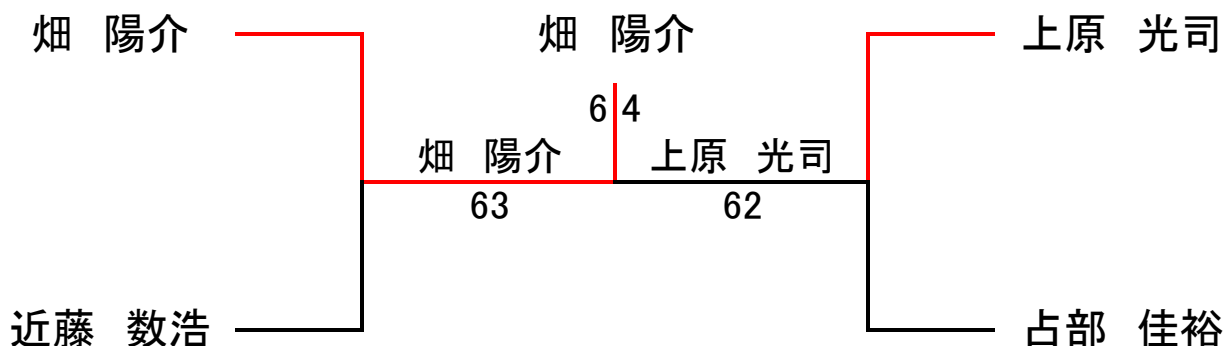 畑　陽介　畑　陽介　上原　光司
6 4
畑　陽介　上原　光司
63　62
近藤　数浩　占部　佳裕